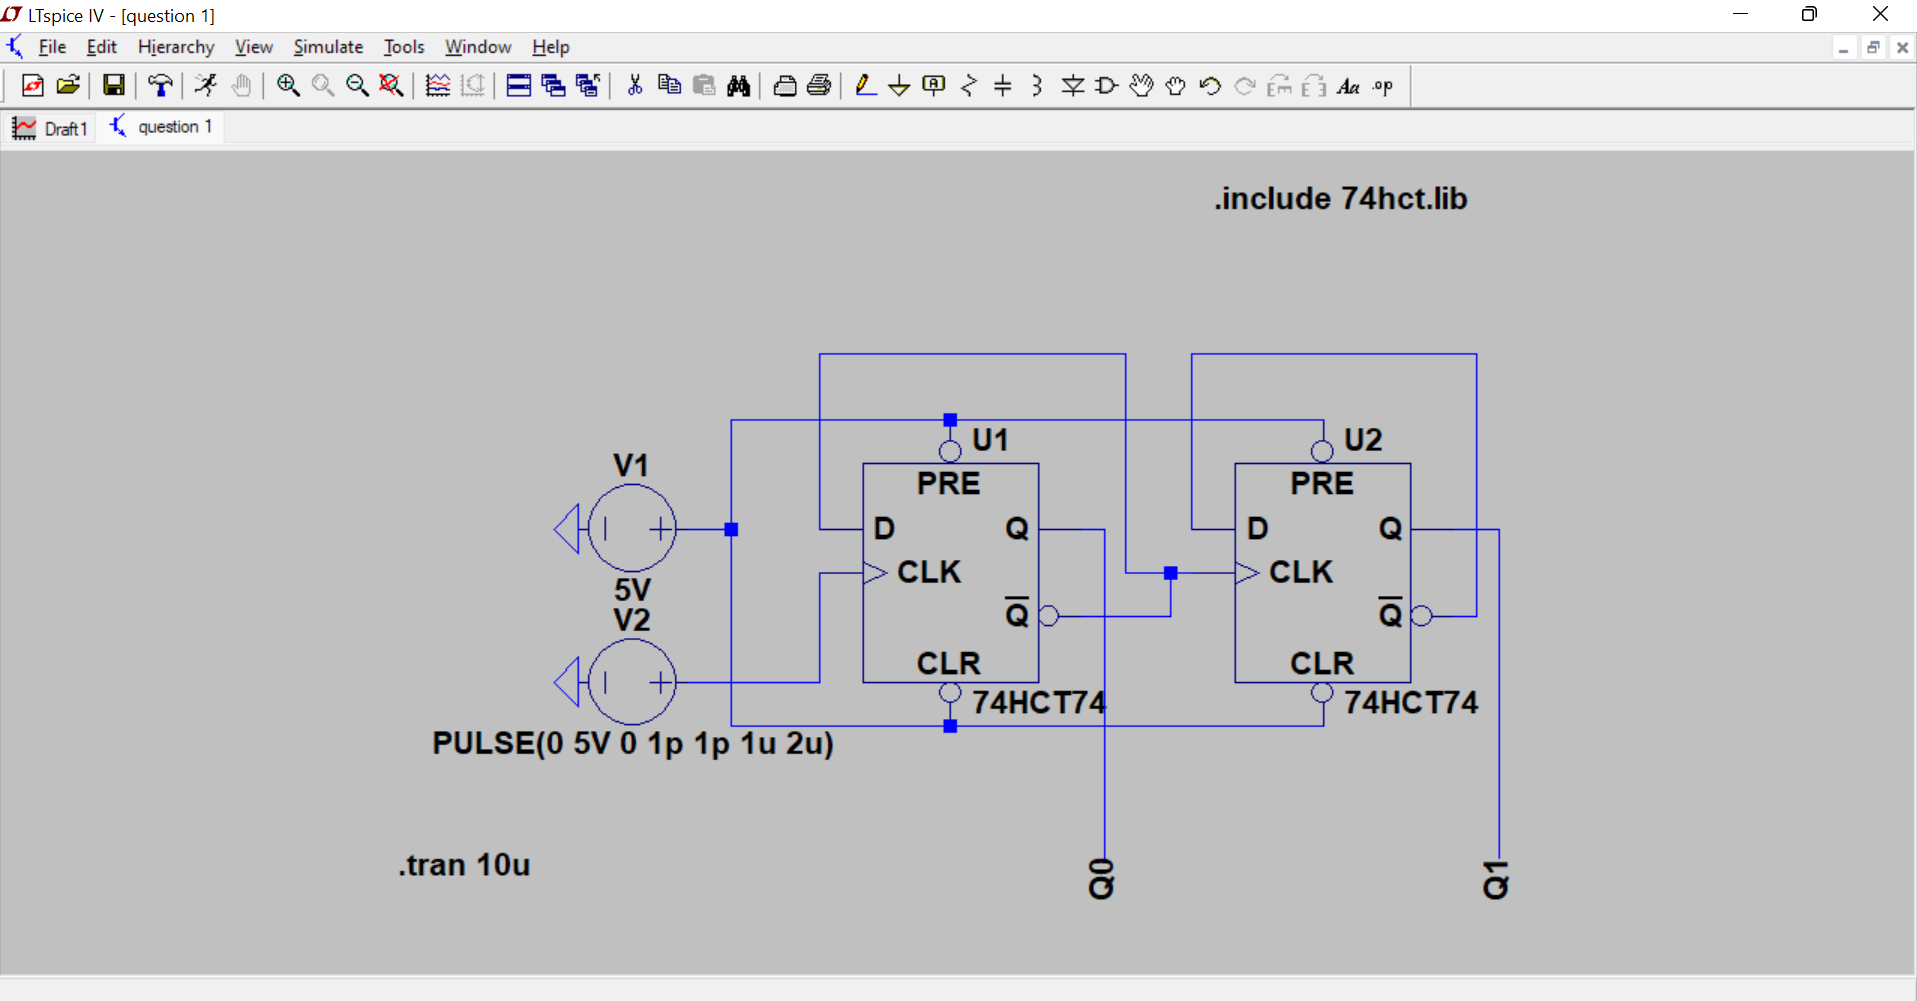 LTspice IV - [question 1]
File Edit Hierarchy View Simulate Tools Window Help
Aa .op
Draft1 question 1
.include 74hct.lib
U1 U2
V1
PRE PRE
D Q D Q
CLK CLK
5V
V2
Q Q
CLR CLR
74HCT74 74HCT74
PULSE(0 5V 0 1p 1p 1u 2u)
.tran 10u
Q0 Q1